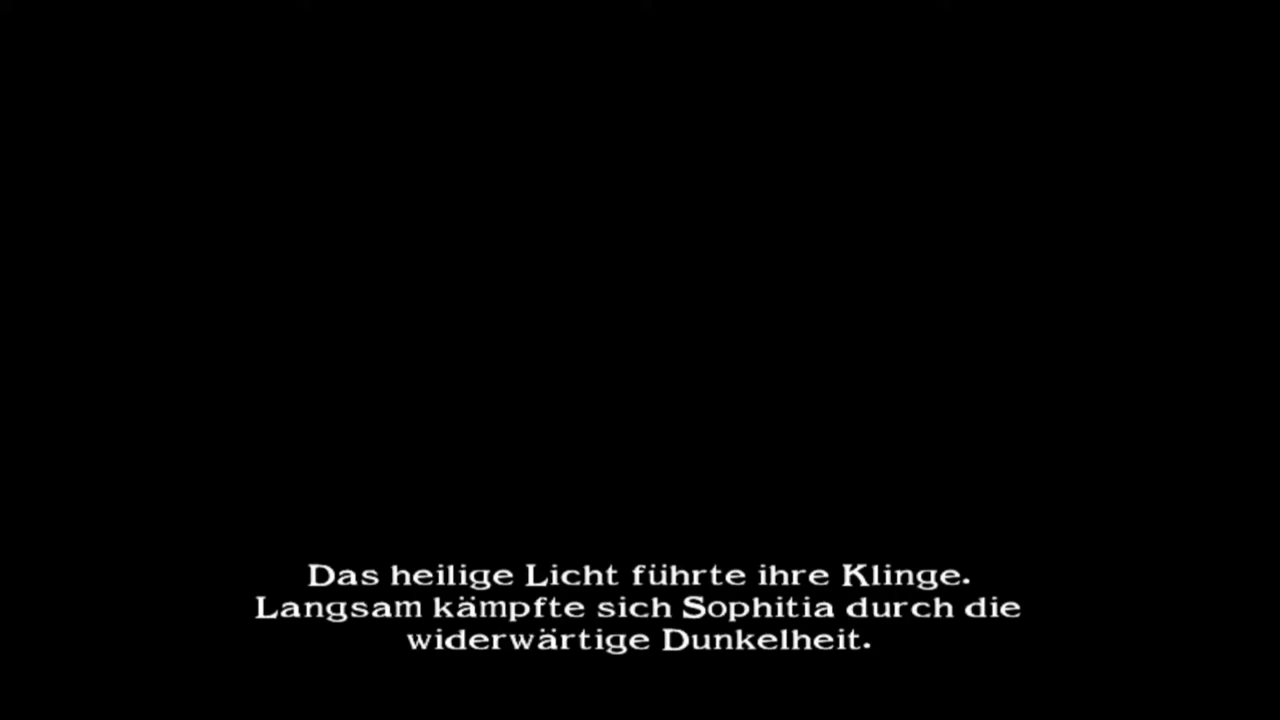 Das heilige Licht führte ihre Klinge.
Langsam kämpfte sich Sophitia durch die
widerwärtige Dunkelheit.